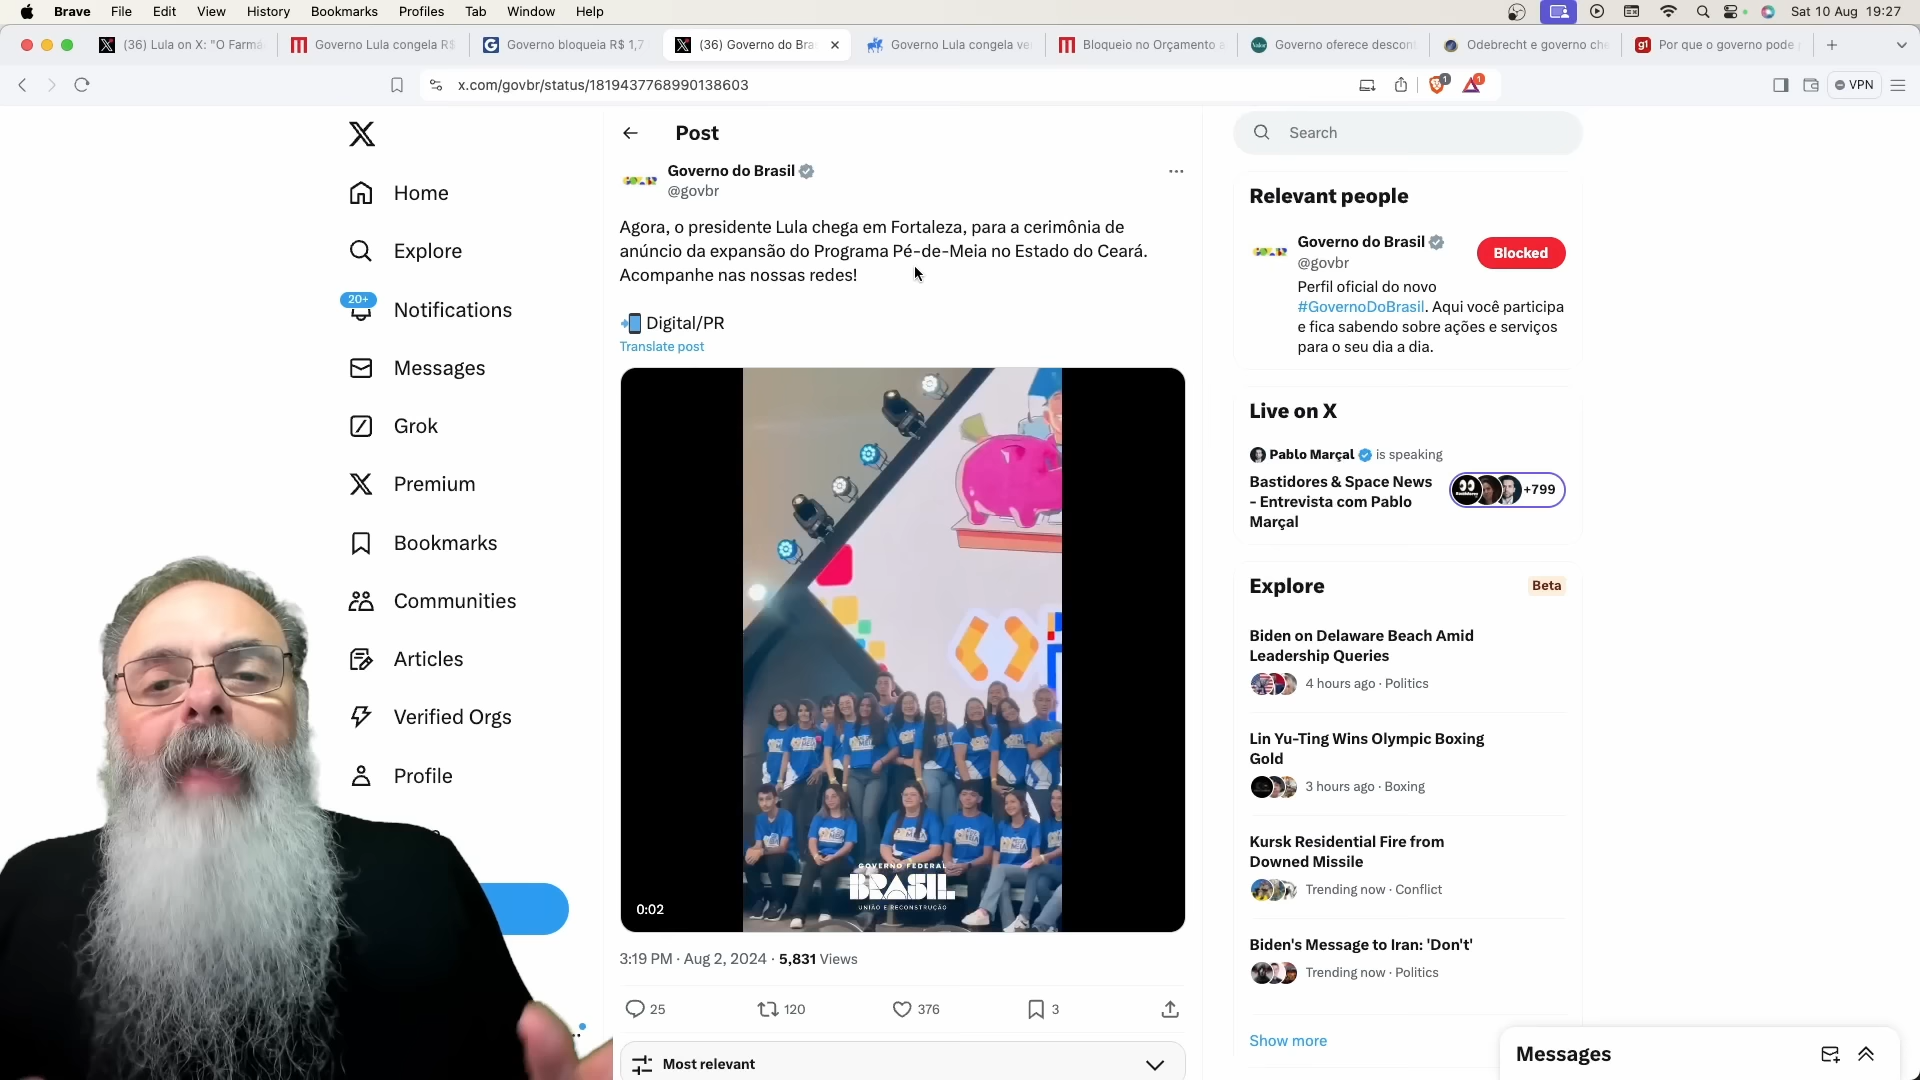 Brave File Edit View History Bookmarks Profiles Tab Window Help Sat 10 Aug 19:27
(36) Lula on X: "O Farmá
Governo Lula congela R$
Governo bloqueia R$ 1,7
(36) Governo do Bra
Governo Lula congela ve
Bloqueio no Orçamento a
Governo oferece descont
Odebrecht e governo che
Por que o governo pode
x.com/govbr/status/1819437768990138603
1
1
VPN
Home
Explore
20+
Notifications
Messages
Grok
Premium
Bookmarks
Communities
Articles
Verified Orgs
Profile
Post
Governo do Brasil
@govbr
Agora, o presidente Lula chega em Fortaleza, para a cerimônia de
anúncio da expansão do Programa Pé-de-Meia no Estado do Ceará.
Acompanhe nas nossas redes!
Digital/PR
Translate post
GOVERNO FEDERAL
BRASIL
UNIÃO E RECONSTRUÇÃO
0:02
3:19 PM · Aug 2, 2024 · 5,831 Views
25 120 376 3
Most relevant
Search
Relevant people
Governo do Brasil
@govbr
Blocked
Perfil oficial do novo
#GovernoDoBrasil. Aqui você participa
e fica sabendo sobre ações e serviços
para o seu dia a dia.
Live on X
Pablo Marçal is speaking
Bastidores & Space News
- Entrevista com Pablo
Marçal
+799
Explore
Beta
Biden on Delaware Beach Amid
Leadership Queries
4 hours ago · Politics
Lin Yu-Ting Wins Olympic Boxing
Gold
3 hours ago · Boxing
Kursk Residential Fire from
Downed Missile
Trending now · Conflict
Biden's Message to Iran: 'Don't'
Trending now · Politics
Show more
Messages